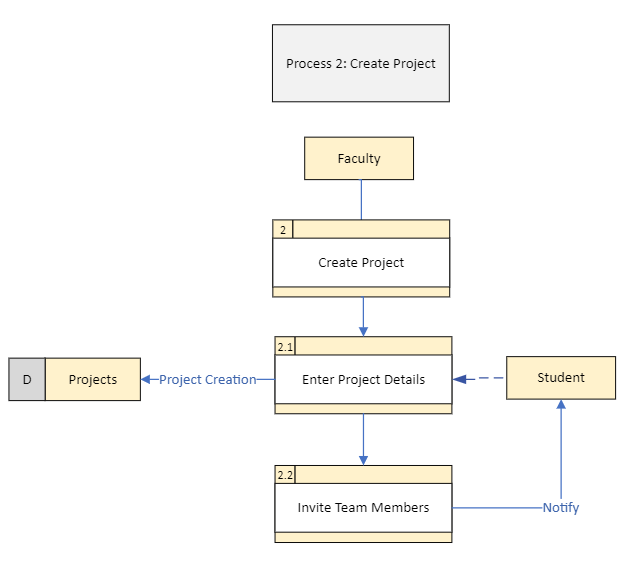 Process 2: Create Project
Faculty
2
Create Project
2.1
D
Projects
Project Creation
Enter Project Details
Student
2.2
Invite Team Members
Notify